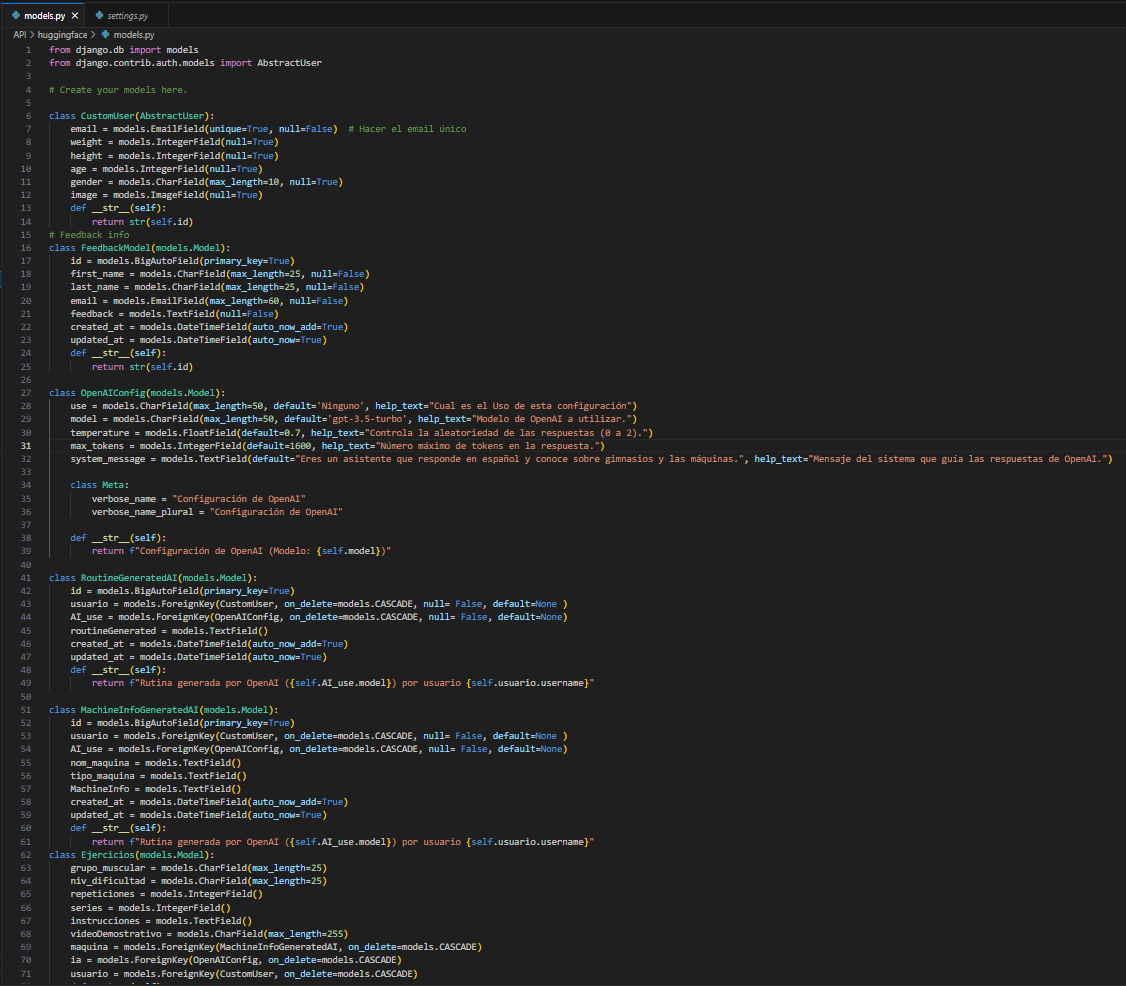 models.py ×
settings.py
API > huggingface > models.py
1 from django.db import models
2 from django.contrib.auth.models import AbstractUser
3
4 # Create your models here.
5
6 class CustomUser(AbstractUser):
7     email = models.EmailField(unique=True, null=False)  # Hacer el email único
8     weight = models.IntegerField(null=True)
9     height = models.IntegerField(null=True)
10     age = models.IntegerField(null=True)
11     gender = models.CharField(max_length=10, null=True)
12     image = models.ImageField(null=True)
13     def __str__(self):
14         return str(self.id)
15 # Feedback info
16 class FeedbackModel(models.Model):
17     id = models.BigAutoField(primary_key=True)
18     first_name = models.CharField(max_length=25, null=False)
19     last_name = models.CharField(max_length=25, null=False)
20     email = models.EmailField(max_length=60, null=False)
21     feedback = models.TextField(null=False)
22     created_at = models.DateTimeField(auto_now_add=True)
23     updated_at = models.DateTimeField(auto_now=True)
24     def __str__(self):
25         return str(self.id)
26
27 class OpenAIConfig(models.Model):
28     use = models.CharField(max_length=50, default='Ninguno', help_text="Cual es el Uso de esta configuración")
29     model = models.CharField(max_length=50, default='gpt-3.5-turbo', help_text="Modelo de OpenAI a utilizar.")
30     temperature = models.FloatField(default=0.7, help_text="Controla la aleatoriedad de las respuestas (0 a 2).")
31     max_tokens = models.IntegerField(default=1600, help_text="Número máximo de tokens en la respuesta.")
32     system_message = models.TextField(default="Eres un asistente que responde en español y conoce sobre gimnasios y las máquinas.", help_text="Mensaje del sistema que guía las respuestas de OpenAI.")
33
34     class Meta:
35         verbose_name = "Configuración de OpenAI"
36         verbose_name_plural = "Configuración de OpenAI"
37
38     def __str__(self):
39         return f"Configuración de OpenAI (Modelo: {self.model})"
40
41 class RoutineGeneratedAI(models.Model):
42     id = models.BigAutoField(primary_key=True)
43     usuario = models.ForeignKey(CustomUser, on_delete=models.CASCADE, null= False, default=None )
44     AI_use = models.ForeignKey(OpenAIConfig, on_delete=models.CASCADE, null= False, default=None)
45     routineGenerated = models.TextField()
46     created_at = models.DateTimeField(auto_now_add=True)
47     updated_at = models.DateTimeField(auto_now=True)
48     def __str__(self):
49         return f"Rutina generada por OpenAI ({self.AI_use.model}) por usuario {self.usuario.username}"
50
51 class MachineInfoGeneratedAI(models.Model):
52     id = models.BigAutoField(primary_key=True)
53     usuario = models.ForeignKey(CustomUser, on_delete=models.CASCADE, null= False, default=None )
54     AI_use = models.ForeignKey(OpenAIConfig, on_delete=models.CASCADE, null= False, default=None)
55     nom_maquina = models.TextField()
56     tipo_maquina = models.TextField()
57     MachineInfo = models.TextField()
58     created_at = models.DateTimeField(auto_now_add=True)
59     updated_at = models.DateTimeField(auto_now=True)
60     def __str__(self):
61         return f"Rutina generada por OpenAI ({self.AI_use.model}) por usuario {self.usuario.username}"
62 class Ejercicios(models.Model):
63     grupo_muscular = models.CharField(max_length=25)
64     niv_dificultad = models.CharField(max_length=25)
65     repeticiones = models.IntegerField()
66     series = models.IntegerField()
67     instrucciones = models.TextField()
68     videoDemostrativo = models.CharField(max_length=255)
69     maquina = models.ForeignKey(MachineInfoGeneratedAI, on_delete=models.CASCADE)
70     ia = models.ForeignKey(OpenAIConfig, on_delete=models.CASCADE)
71     usuario = models.ForeignKey(CustomUser, on_delete=models.CASCADE)